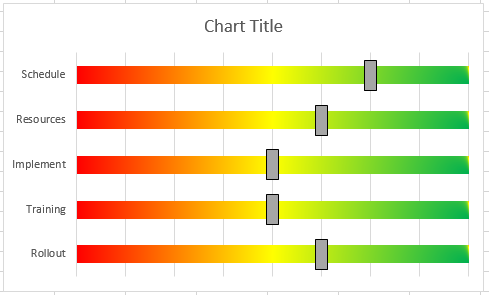 Chart Title
Schedule
Resources
Implement
Training
Rollout